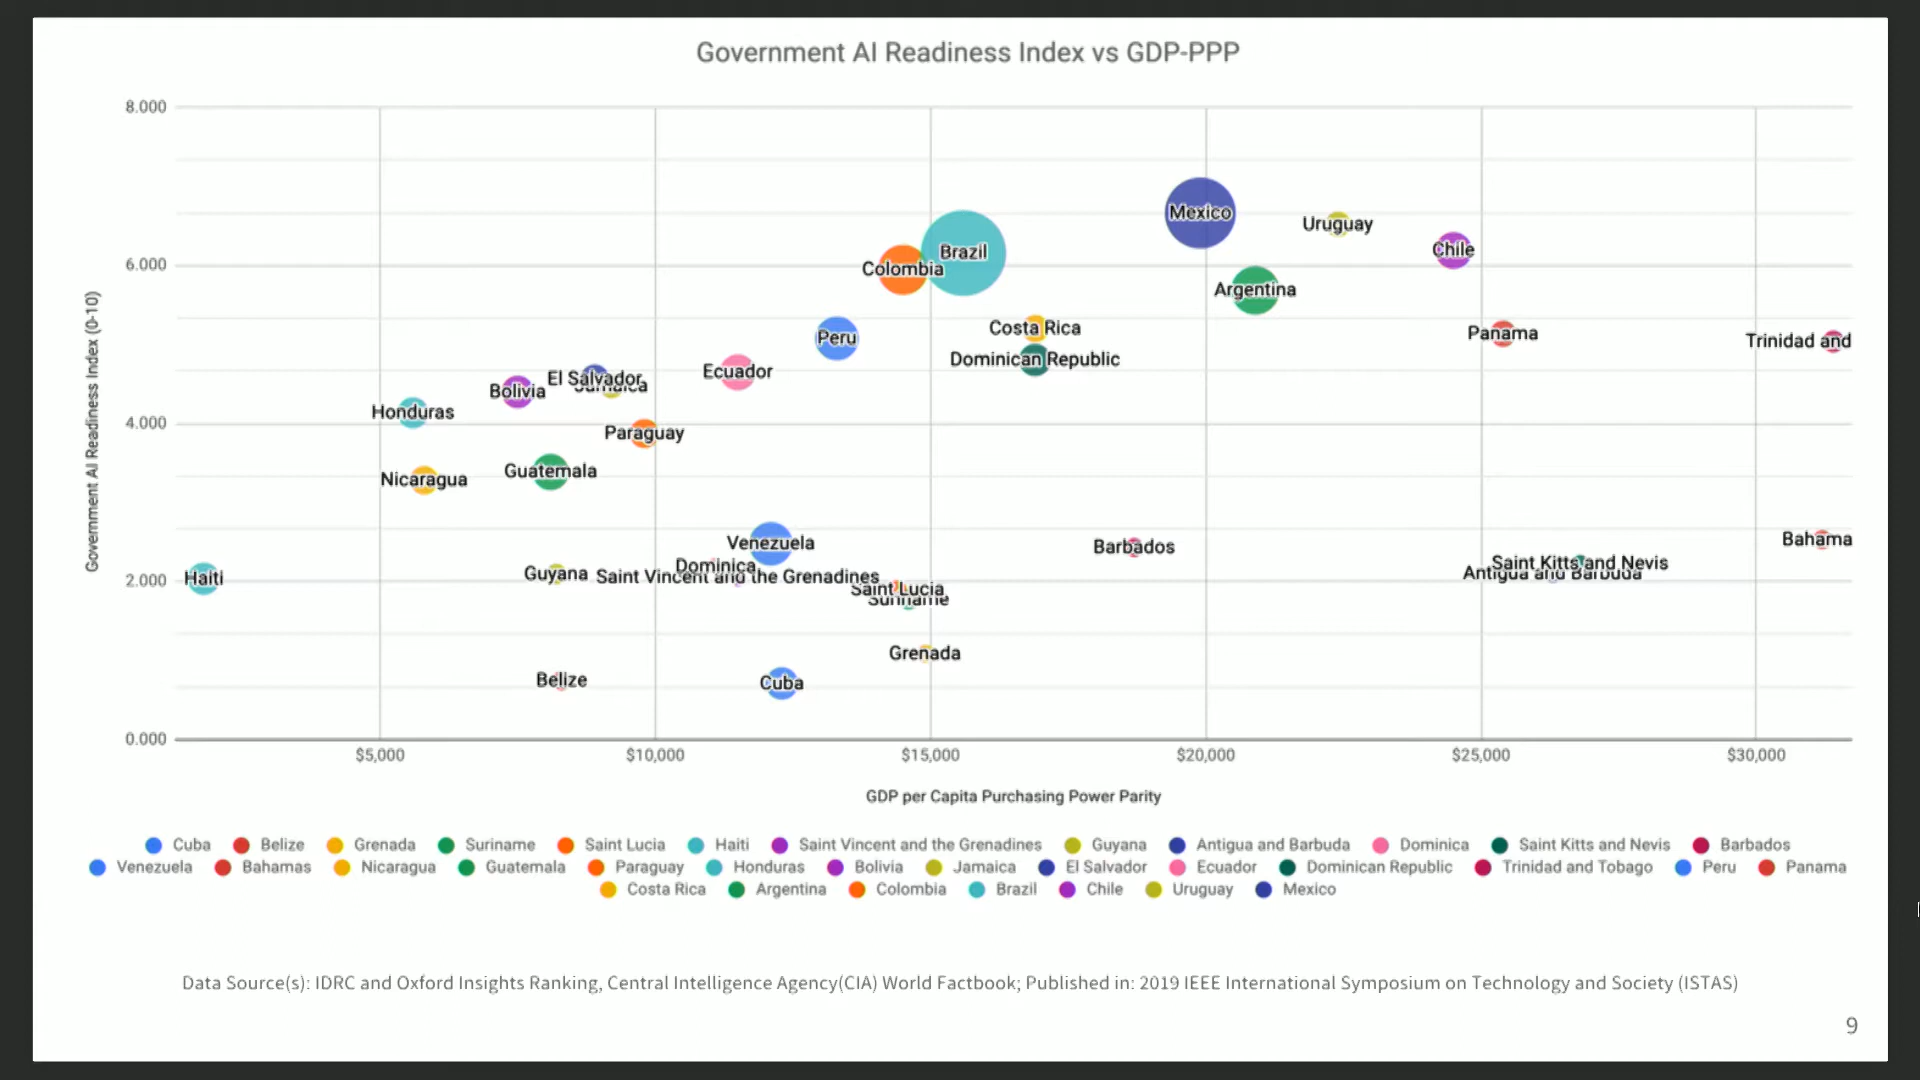 Government AI Readiness Index vs GDP-PPP
8.000
6.000
4.000
2.000
0.000
Government AI Readiness Index (0-10)
Mexico
Uruguay
Brazil
Chile
Colombia
Argentina
Costa Rica
Peru
Panama
Trinidad and
Dominican Republic
Ecuador
El Salvador
Jamaica
Bolivia
Honduras
Paraguay
Guatemala
Nicaragua
Venezuela
Barbados
Bahama
Dominica
Saint Kitts and Nevis
Antigua and Barbuda
Haiti
Guyana
Saint Vincent and the Grenadines
Saint Lucia
Suriname
Grenada
Belize
Cuba
$5,000 $10,000 $15,000 $20,000 $25,000 $30,000
GDP per Capita Purchasing Power Parity
Cuba Belize Grenada Suriname Saint Lucia Haiti Saint Vincent and the Grenadines Guyana Antigua and Barbuda Dominica Saint Kitts and Nevis Barbados
Venezuela Bahamas Nicaragua Guatemala Paraguay Honduras Bolivia Jamaica El Salvador Ecuador Dominican Republic Trinidad and Tobago Peru Panama
Costa Rica Argentina Colombia Brazil Chile Uruguay Mexico
Data Source(s): IDRC and Oxford Insights Ranking, Central Intelligence Agency(CIA) World Factbook; Published in: 2019 IEEE International Symposium on Technology and Society (ISTAS)
9